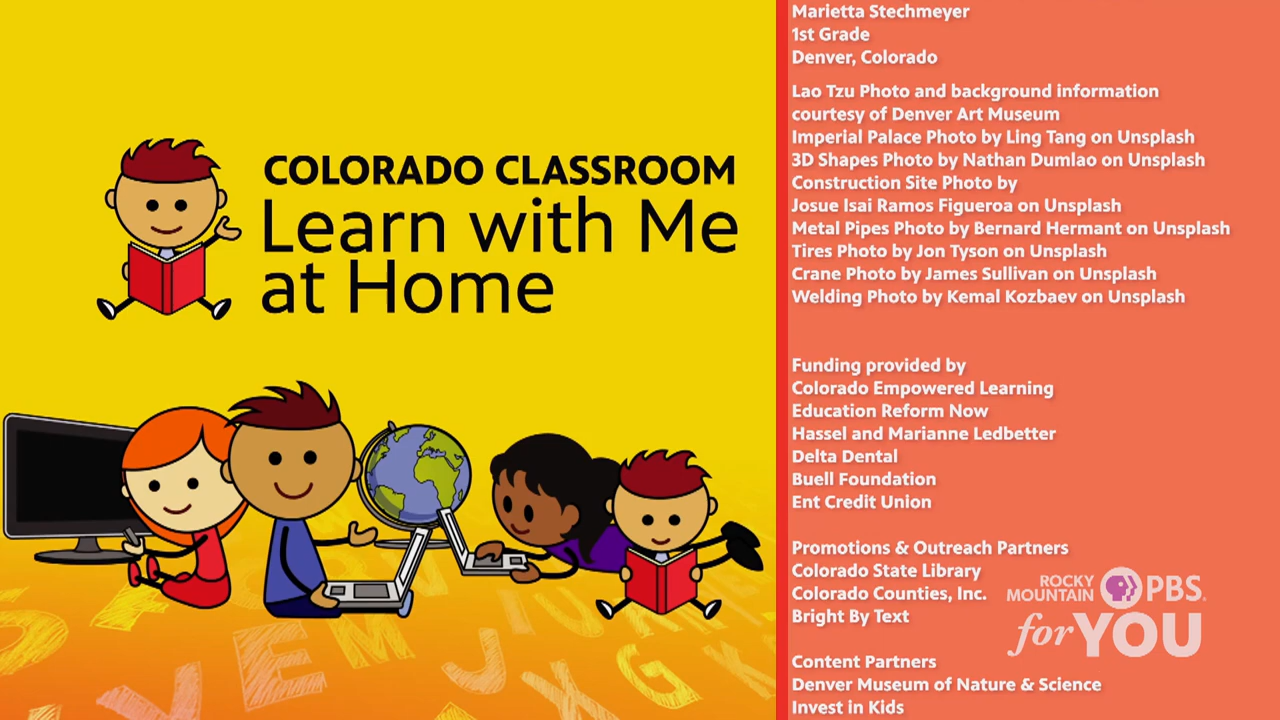 COLORADO CLASSROOM
Learn with Me
at Home
Marietta Stechmeyer
1st Grade
Denver, Colorado
Lao Tzu Photo and background information
courtesy of Denver Art Museum
Imperial Palace Photo by Ling Tang on Unsplash
3D Shapes Photo by Nathan Dumlao on Unsplash
Construction Site Photo by
Josue Isai Ramos Figueroa on Unsplash
Metal Pipes Photo by Bernard Hermant on Unsplash
Tires Photo by Jon Tyson on Unsplash
Crane Photo by James Sullivan on Unsplash
Welding Photo by Kemal Kozbaev on Unsplash
Funding provided by
Colorado Empowered Learning
Education Reform Now
Hassel and Marianne Ledbetter
Delta Dental
Buell Foundation
Ent Credit Union
Promotions & Outreach Partners
Colorado State Library
Colorado Counties, Inc.
Bright By Text
Content Partners
Denver Museum of Nature & Science
Invest in Kids
ROCKY
MOUNTAIN PBS
for YOU